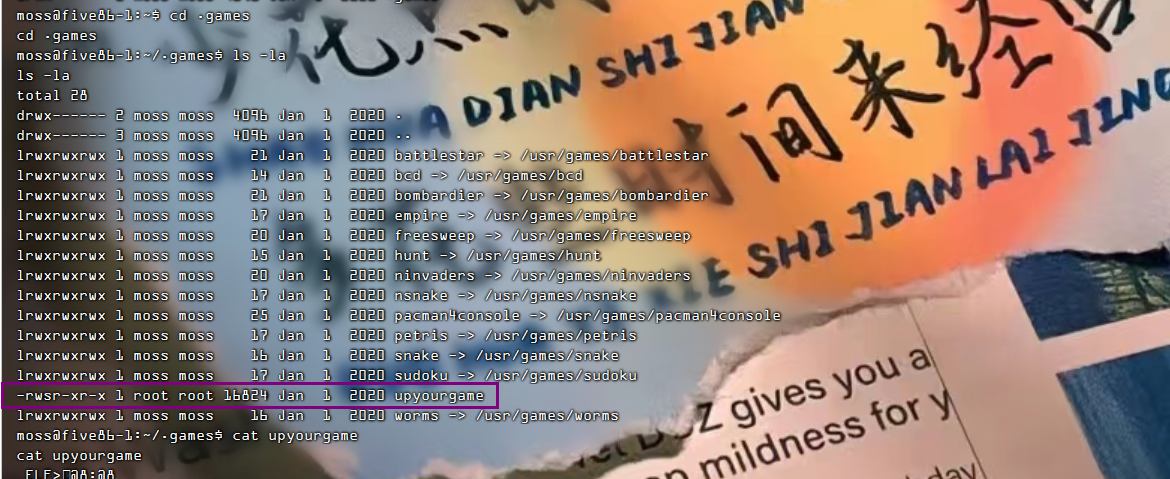 moss@five86-1:~$ cd .games
cd .games
moss@five86-1:~/.games$ ls -la
ls -la
total 28
drwx------ 2 moss moss  4096 Jan  1  2020 .
drwx------ 3 moss moss  4096 Jan  1  2020 ..
lrwxrwxrwx 1 moss moss    21 Jan  1  2020 battlestar -> /usr/games/battlestar
lrwxrwxrwx 1 moss moss    14 Jan  1  2020 bcd -> /usr/games/bcd
lrwxrwxrwx 1 moss moss    21 Jan  1  2020 bombardier -> /usr/games/bombardier
lrwxrwxrwx 1 moss moss    17 Jan  1  2020 empire -> /usr/games/empire
lrwxrwxrwx 1 moss moss    20 Jan  1  2020 freesweep -> /usr/games/freesweep
lrwxrwxrwx 1 moss moss    15 Jan  1  2020 hunt -> /usr/games/hunt
lrwxrwxrwx 1 moss moss    20 Jan  1  2020 ninvaders -> /usr/games/ninvaders
lrwxrwxrwx 1 moss moss    17 Jan  1  2020 nsnake -> /usr/games/nsnake
lrwxrwxrwx 1 moss moss    25 Jan  1  2020 pacman4console -> /usr/games/pacman4console
lrwxrwxrwx 1 moss moss    17 Jan  1  2020 petris -> /usr/games/petris
lrwxrwxrwx 1 moss moss    16 Jan  1  2020 snake -> /usr/games/snake
lrwxrwxrwx 1 moss moss    17 Jan  1  2020 sudoku -> /usr/games/sudoku
-rwsr-xr-x 1 root root 16824 Jan  1  2020 upyourgame
lrwxrwxrwx 1 moss moss    16 Jan  1  2020 worms -> /usr/games/worms
moss@five86-1:~/.games$ cat upyourgame
cat upyourgame
DIAN SHI JIAN
时间来经
SHI JIAN LAI JING
gives you a
mildness for
day